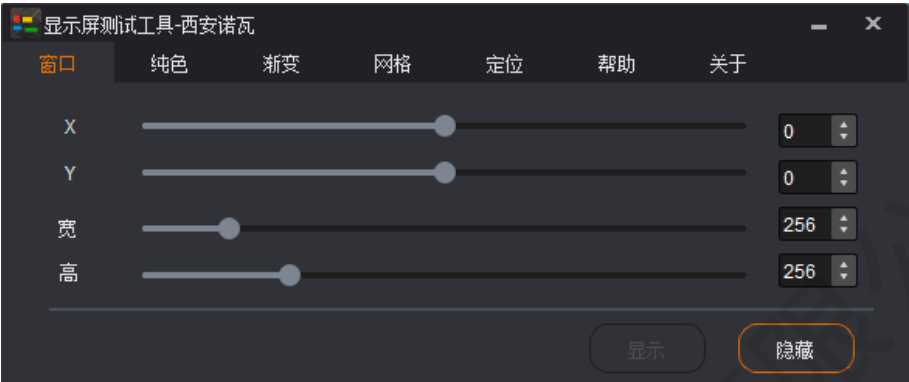 显示屏测试工具-西安诺瓦
窗口 纯色 渐变 网格 定位 帮助 关于
X 0
Y 0
宽 256
高 256
显示 隐藏